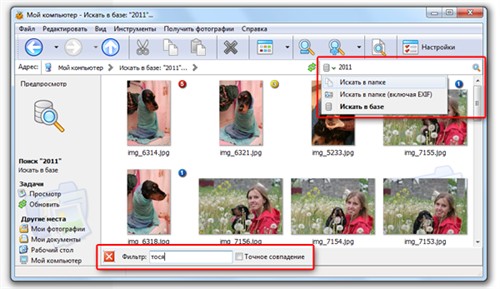 Мой компьютер - Искать в базе: "2011"...
Файл Редактировать Вид Инструменты Получить фотографии Справка
Настройки
Адрес: Мой компьютер Искать в базе: "2011"... 2011
Искать в папке
Искать в папке (включая EXIF)
Искать в базе
Предпросмотр
Поиск "2011"
Искать в базе
Задачи
Просмотр
Обновить
Другие места
Мои фотографии
Мои документы
Рабочий стол
Мой компьютер
img_6314.jpg img_6321.jpg img_5233.jpg img_7155.jpg
img_6318.jpg img_7156.jpg img_7154.jpg img_7153.jpg
Фильтр: тося Точное совпадение